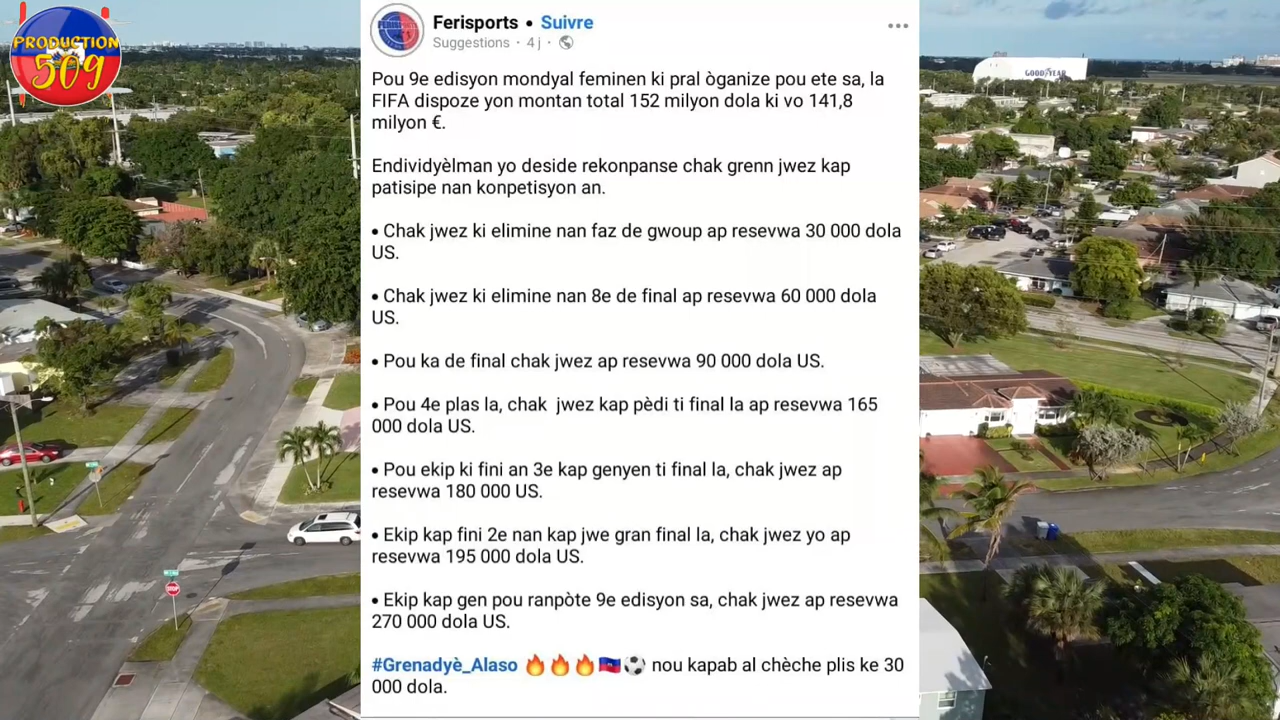 PRODUCTION
509
Ferisports • Suivre
Suggestions · 4 j ·
Pou 9e edisyon mondyal feminen ki pral òganize pou ete sa, la
FIFA dispoze yon montan total 152 milyon dola ki vo 141,8
milyon €.
Endividyèlman yo deside rekonpanse chak grenn jwez kap
patisipe nan konpetisyon an.
• Chak jwez ki elimine nan faz de gwoup ap resevwa 30 000 dola
US.
• Chak jwez ki elimine nan 8e de final ap resevwa 60 000 dola
US.
• Pou ka de final chak jwez ap resevwa 90 000 dola US.
• Pou 4e plas la, chak  jwez kap pèdi ti final la ap resevwa 165
000 dola US.
• Pou ekip ki fini an 3e kap genyen ti final la, chak jwez ap
resevwa 180 000 US.
• Ekip kap fini 2e nan kap jwe gran final la, chak jwez yo ap
resevwa 195 000 dola US.
• Ekip kap gen pou ranpòte 9e edisyon sa, chak jwez ap resevwa
270 000 dola US.
#Grenadyè_Alaso 🔥🔥🔥🇭🇹⚽ nou kapab al chèche plis ke 30
000 dola.
GOODYEAR
STOP